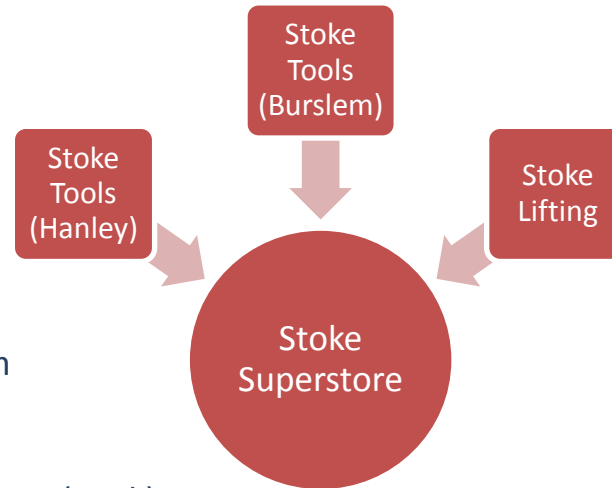 Stoke
Tools
(Burslem)
Stoke
Tools
(Hanley)
Stoke
Lifting
Stoke
Superstore